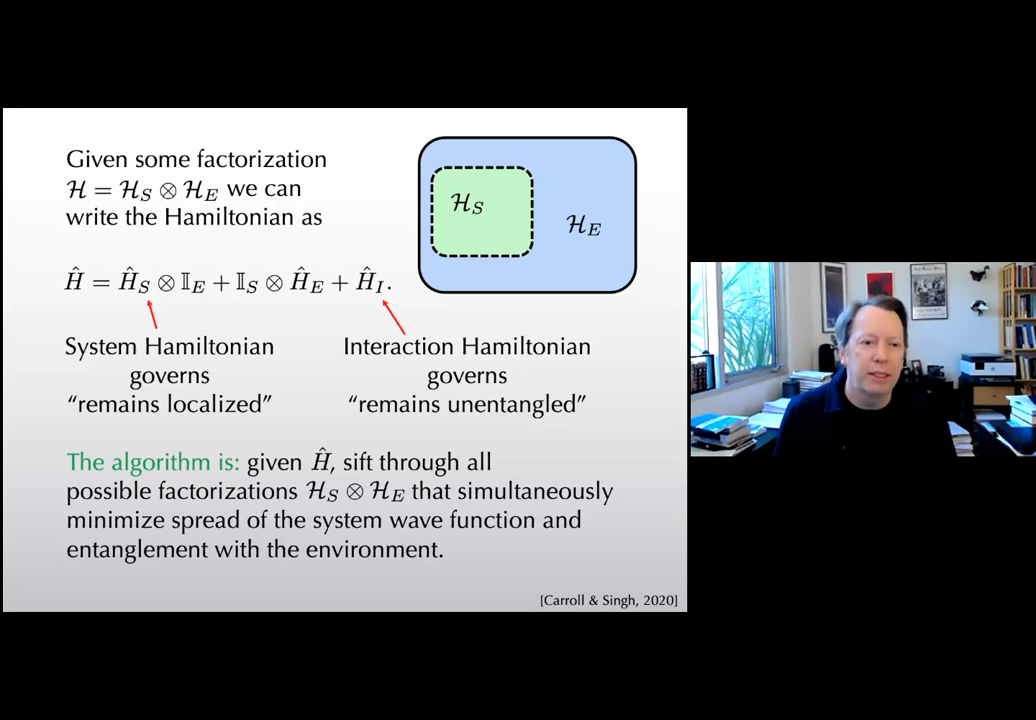 Given some factorization
ℋ = ℋ_S ⊗ ℋ_E we can
write the Hamiltonian as
ℋ_S
ℋ_E
Ĥ = Ĥ_S ⊗ 𝕀_E + 𝕀_S ⊗ Ĥ_E + Ĥ_I.
System Hamiltonian
governs
“remains localized”
Interaction Hamiltonian
governs
“remains unentangled”
The algorithm is: given Ĥ, sift through all
possible factorizations ℋ_S ⊗ ℋ_E that simultaneously
minimize spread of the system wave function and
entanglement with the environment.
[Carroll & Singh, 2020]